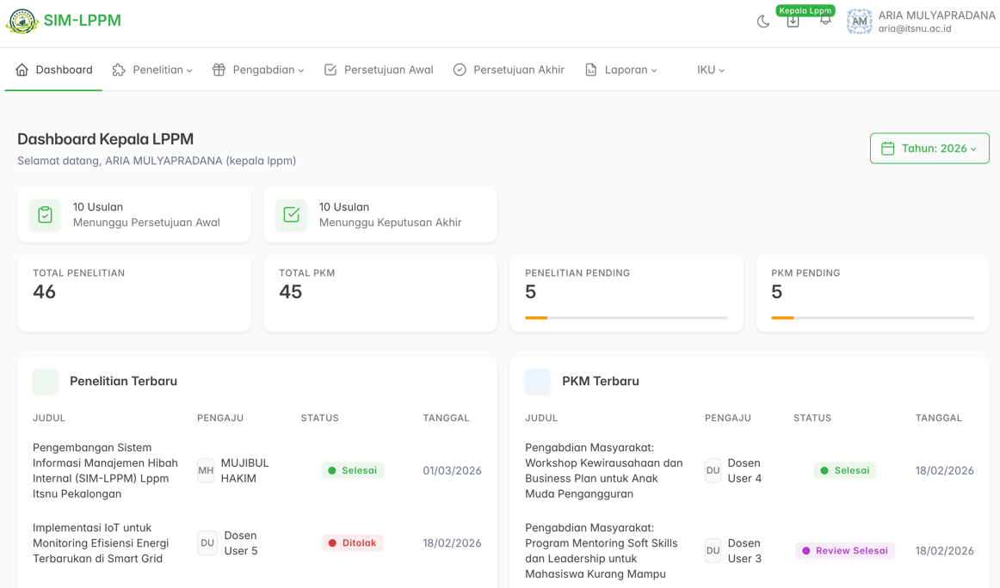 SIM-LPPM
Kepala Lppm
AM
ARIA MULYAPRADANA
aria@itsnu.ac.id
Dashboard
Penelitian
Pengabdian
Persetujuan Awal
Persetujuan Akhir
Laporan
IKU
Dashboard Kepala LPPM
Selamat datang, ARIA MULYAPRADANA (kepala lppm)
Tahun: 2026
10 Usulan
Menunggu Persetujuan Awal
10 Usulan
Menunggu Keputusan Akhir
TOTAL PENELITIAN
46
TOTAL PKM
45
PENELITIAN PENDING
5
PKM PENDING
5
Penelitian Terbaru
JUDUL PENGAJU STATUS TANGGAL
Pengembangan Sistem
Informasi Manajemen Hibah
Internal (SIM-LPPM) Lppm
Itsnu Pekalongan
MH
MUJIBUL
HAKIM
Selesai
01/03/2026
Implementasi IoT untuk
Monitoring Efisiensi Energi
Terbarukan di Smart Grid
DU
Dosen
User 5
Ditolak
18/02/2026
PKM Terbaru
JUDUL PENGAJU STATUS TANGGAL
Pengabdian Masyarakat:
Workshop Kewirausahaan dan
Business Plan untuk Anak
Muda Pengangguran
DU
Dosen
User 4
Selesai
18/02/2026
Pengabdian Masyarakat:
Program Mentoring Soft Skills
dan Leadership untuk
Mahasiswa Kurang Mampu
DU
Dosen
User 3
Review Selesai
18/02/2026